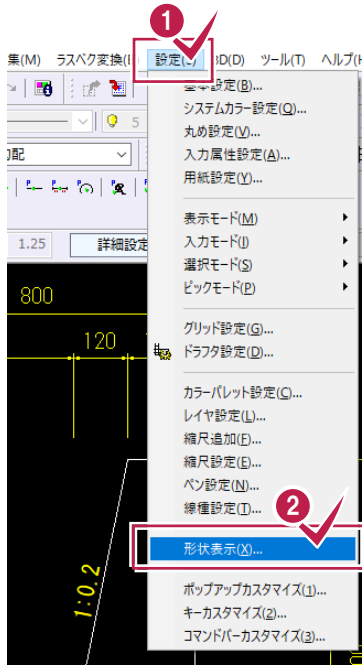 1
集(M) ラスベク変換( 設定( 3D(D) ツール(T) ヘルプ(H
基本設定(B)...
システムカラー設定(O)...
5
丸め設定(V)...
勾配
入力属性設定(A)...
用紙設定(Y)...
表示モード(M)
1.25 詳細設定
入力モード(I)
選択モード(S)
ピックモード(P)
800
グリッド設定(G)...
120
ドラフタ設定(D)...
カラーパレット設定(C)...
レイヤ設定(L)...
縮尺追加(F)...
縮尺設定(E)...
ペン設定(N)...
線種設定(T)...
2
形状表示(X)...
1:0.2
ポップアップカスタマイズ(1)...
キーカスタマイズ(2)...
コマンドバーカスタマイズ(3)...